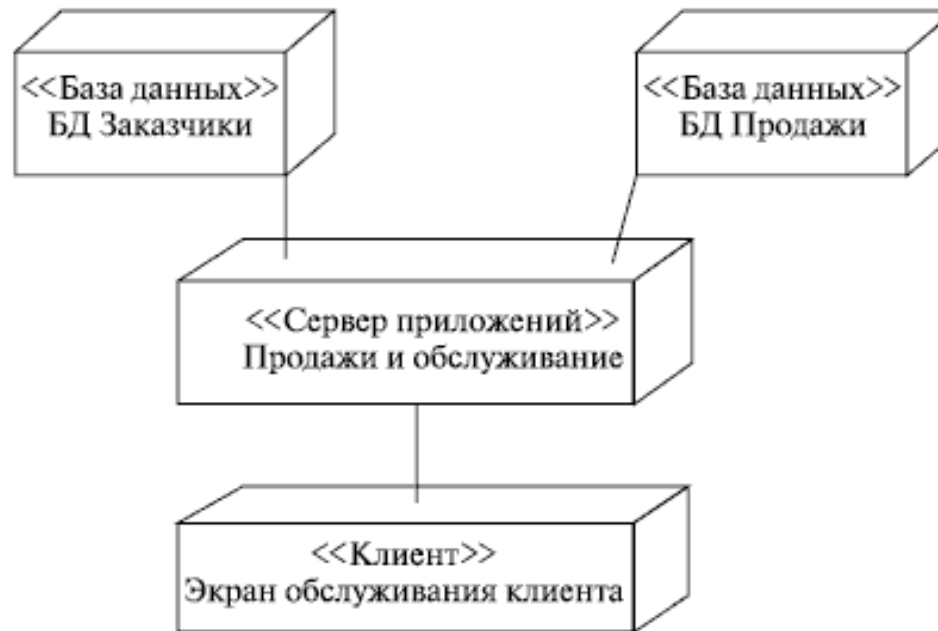 <<База данных>>
БД Заказчики
<<База данных>>
БД Продажи
<<Сервер приложений>>
Продажи и обслуживание
<<Клиент>>
Экран обслуживания клиента